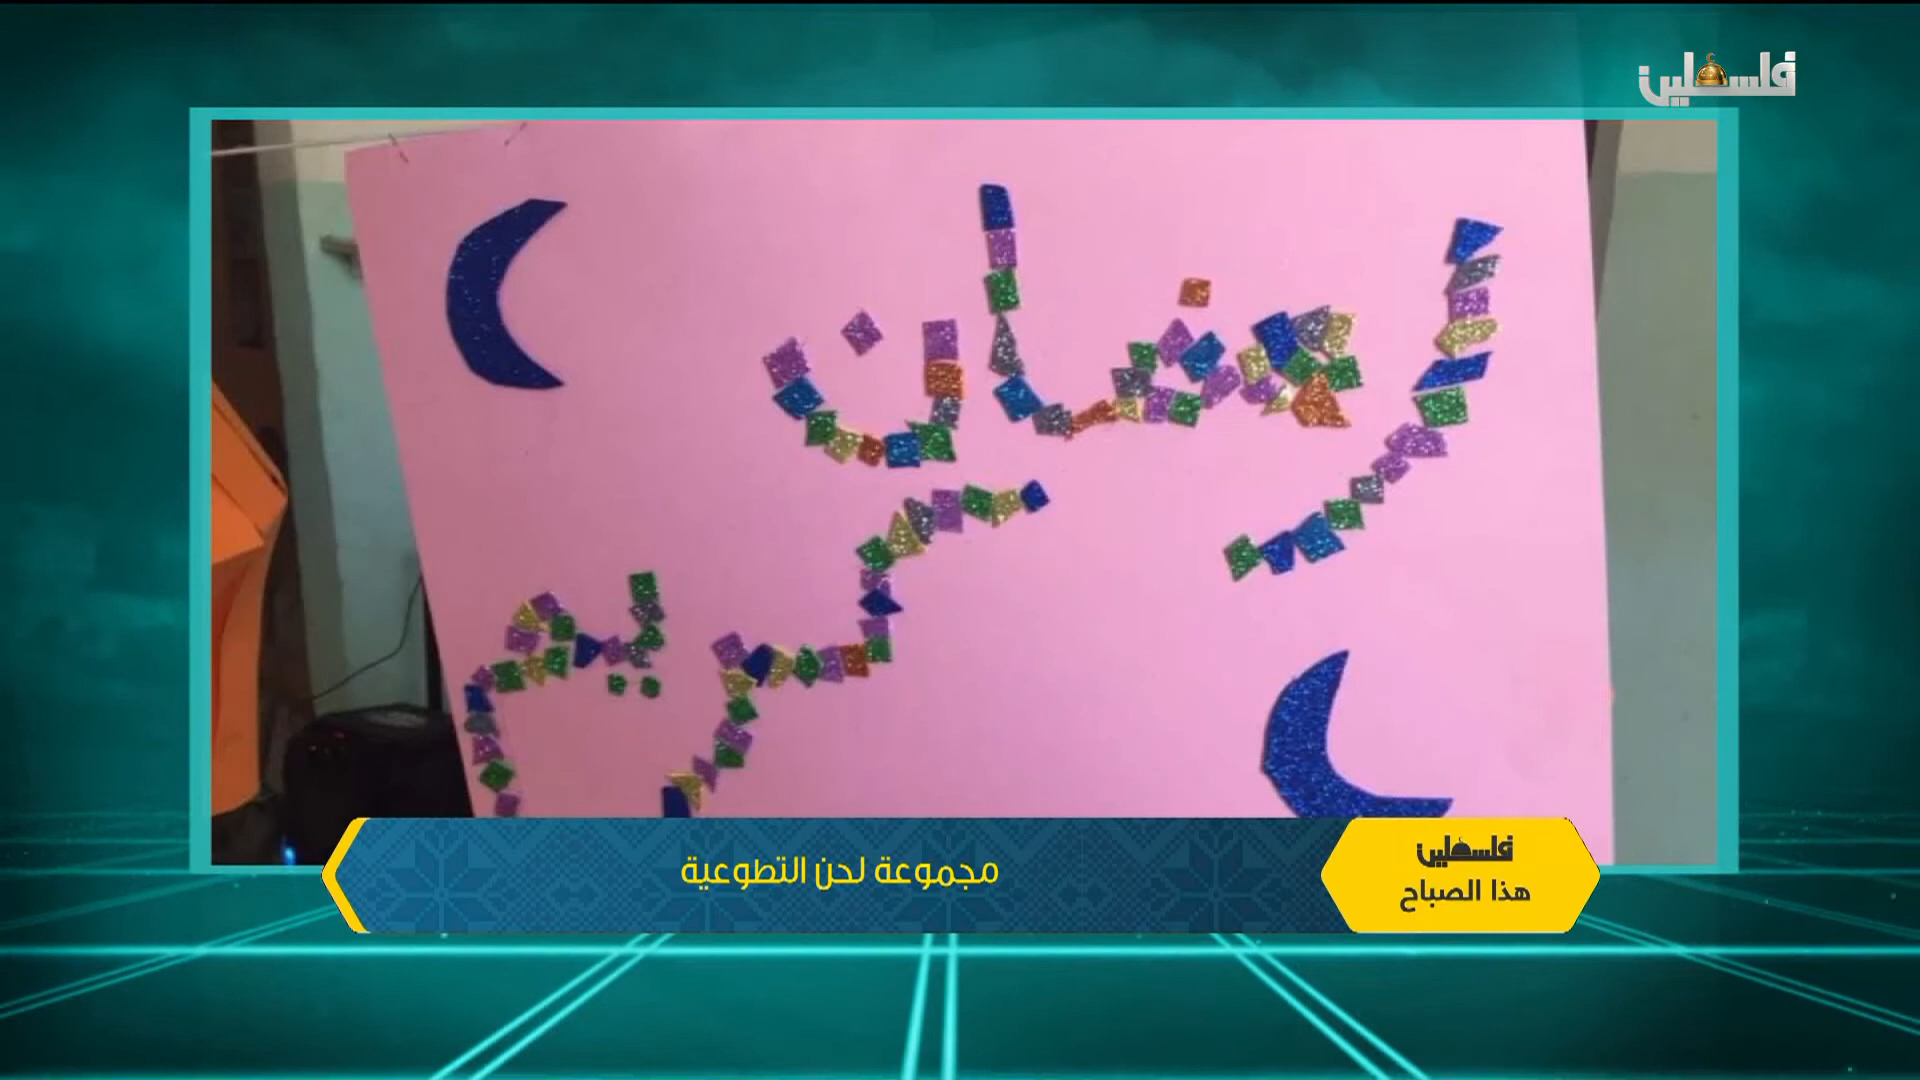 فلسطين
رمضان
كريم
مجموعة لحن التطوعية
فلسطين
هذا الصباح